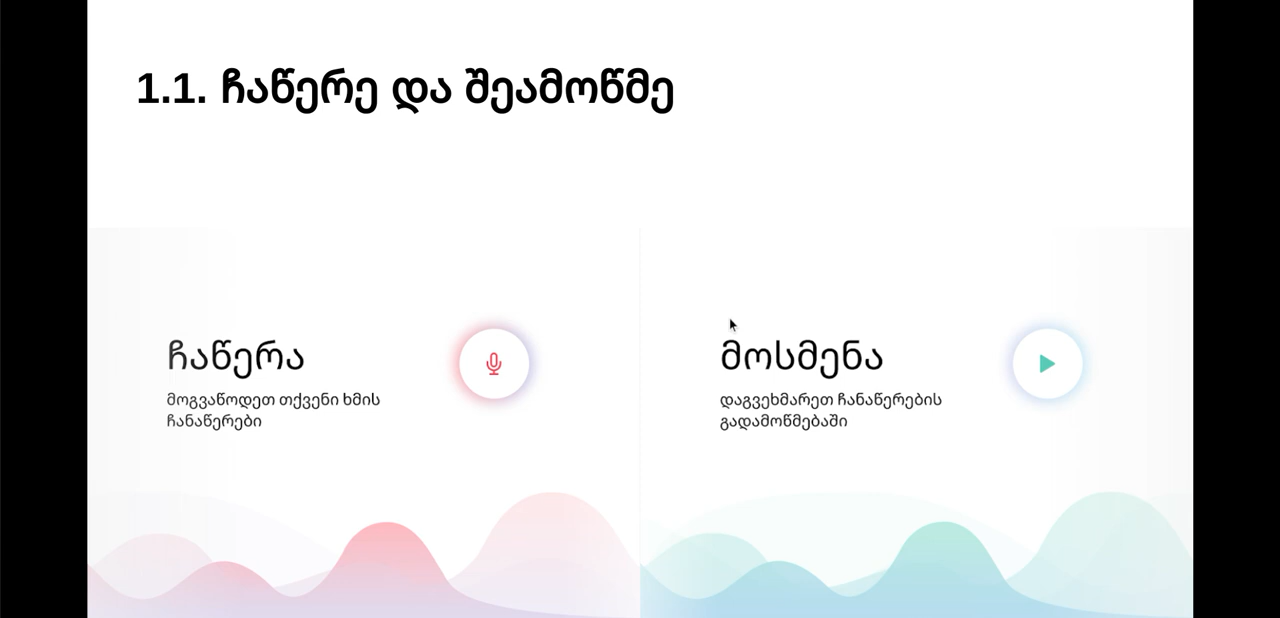 1.1. ჩაწერე და შეამოწმე
ჩაწერა
მოგვაწოდეთ თქვენი ხმის
ჩანაწერები
მოსმენა
დაგვეხმარეთ ჩანაწერების
გადამოწმებაში